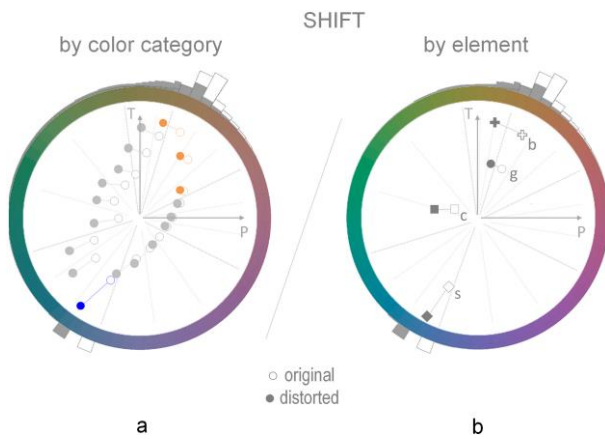 SHIFT
by color category
by element
T
P
T
P
b
g
c
s
original
distorted
a
b